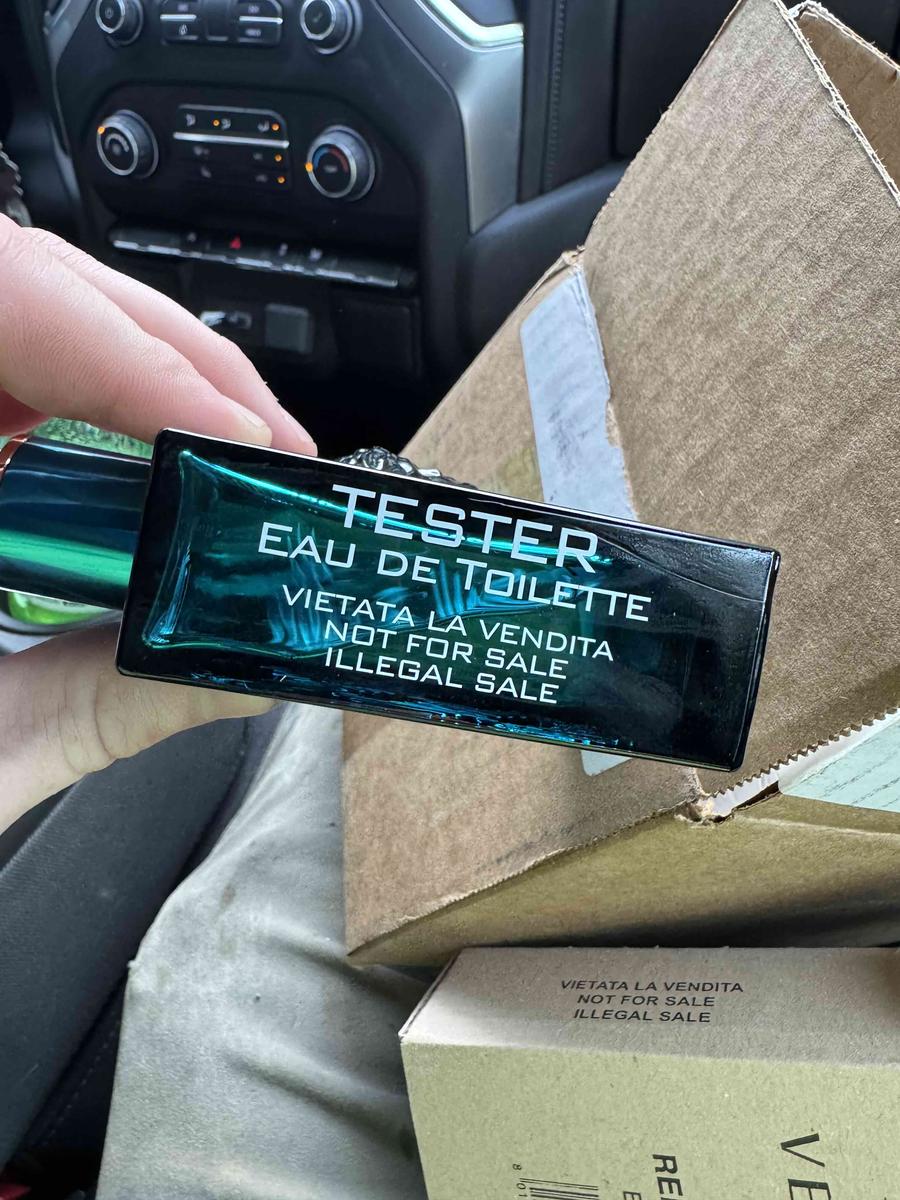 TESTER
EAU DE TOILETTE
VIETATA LA VENDITA
NOT FOR SALE
ILLEGAL SALE
VIETATA LA VENDITA
NOT FOR SALE
ILLEGAL SALE